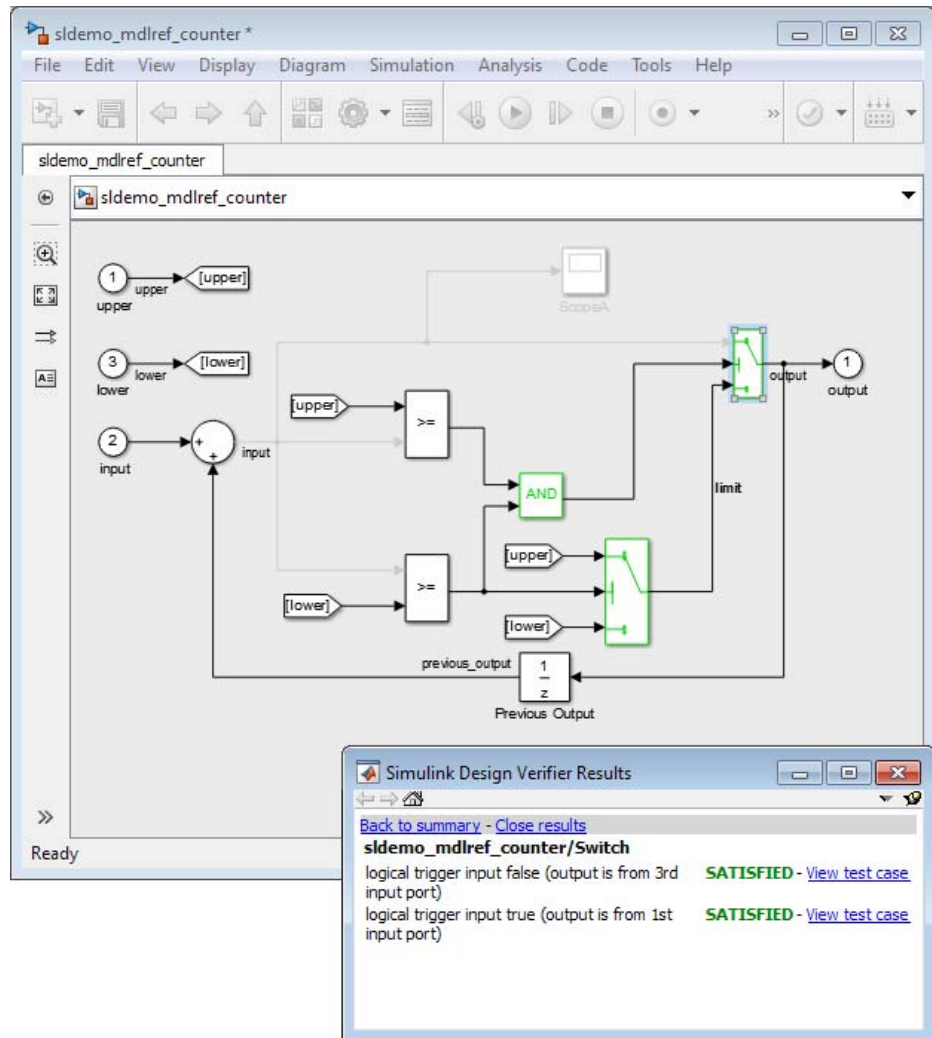 sldemo_mdlref_counter *
File Edit View Display Diagram Simulation Analysis Code Tools Help
»
sldemo_mdlref_counter
sldemo_mdlref_counter
1
upper
upper
[upper]
ScopeA
3
lower
lower
[lower]
output
1
output
[upper]
>=
2
input
+
+
input
AND
limit
[upper]
>=
[lower]
[lower]
previous_output
1
z
Previous Output
»
Ready
Simulink Design Verifier Results
Back to summary - Close results
sldemo_mdlref_counter/Switch
logical trigger input false (output is from 3rd input port) SATISFIED - View test case
logical trigger input true (output is from 1st input port) SATISFIED - View test case